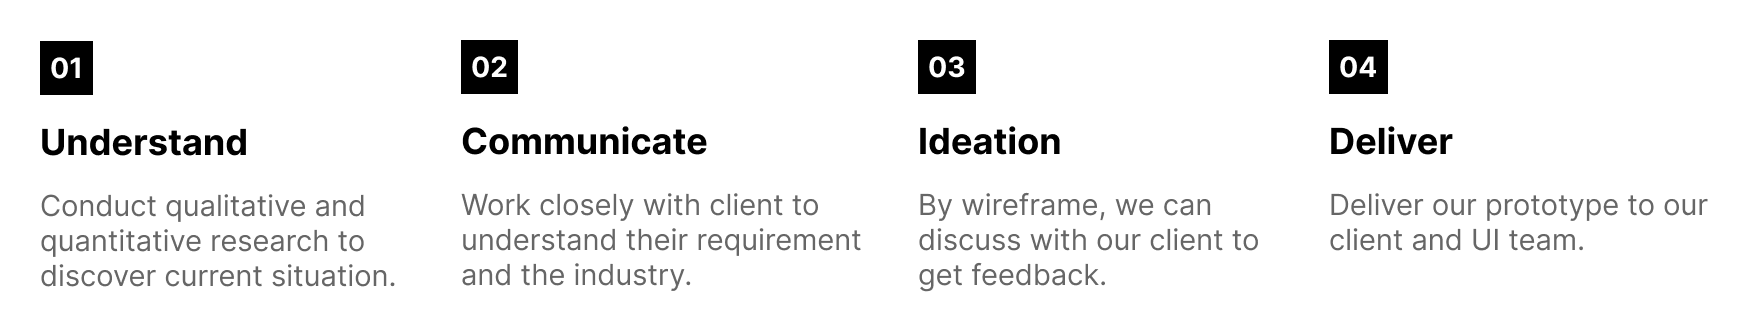 01
Understand
Conduct qualitative and
quantitative research to
discover current situation.
02
Communicate
Work closely with client to
understand their requirement
and the industry.
03
Ideation
By wireframe, we can
discuss with our client to
get feedback.
04
Deliver
Deliver our prototype to our
client and UI team.